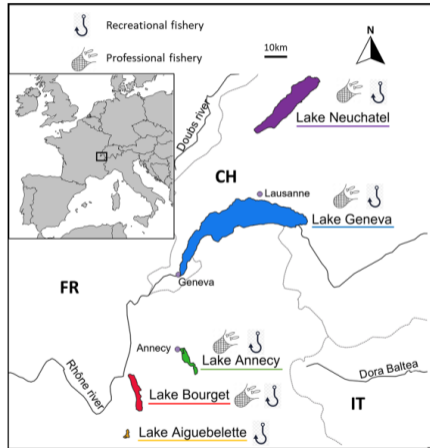 Recreational fishery
Professional fishery
10km
N
Doubs river
Lake Neuchatel
CH
Lausanne
Lake Geneva
FR
Geneva
Annecy
Lake Annecy
Rhône river
Dora Baltea
Lake Bourget
IT
Lake Aiguebelette